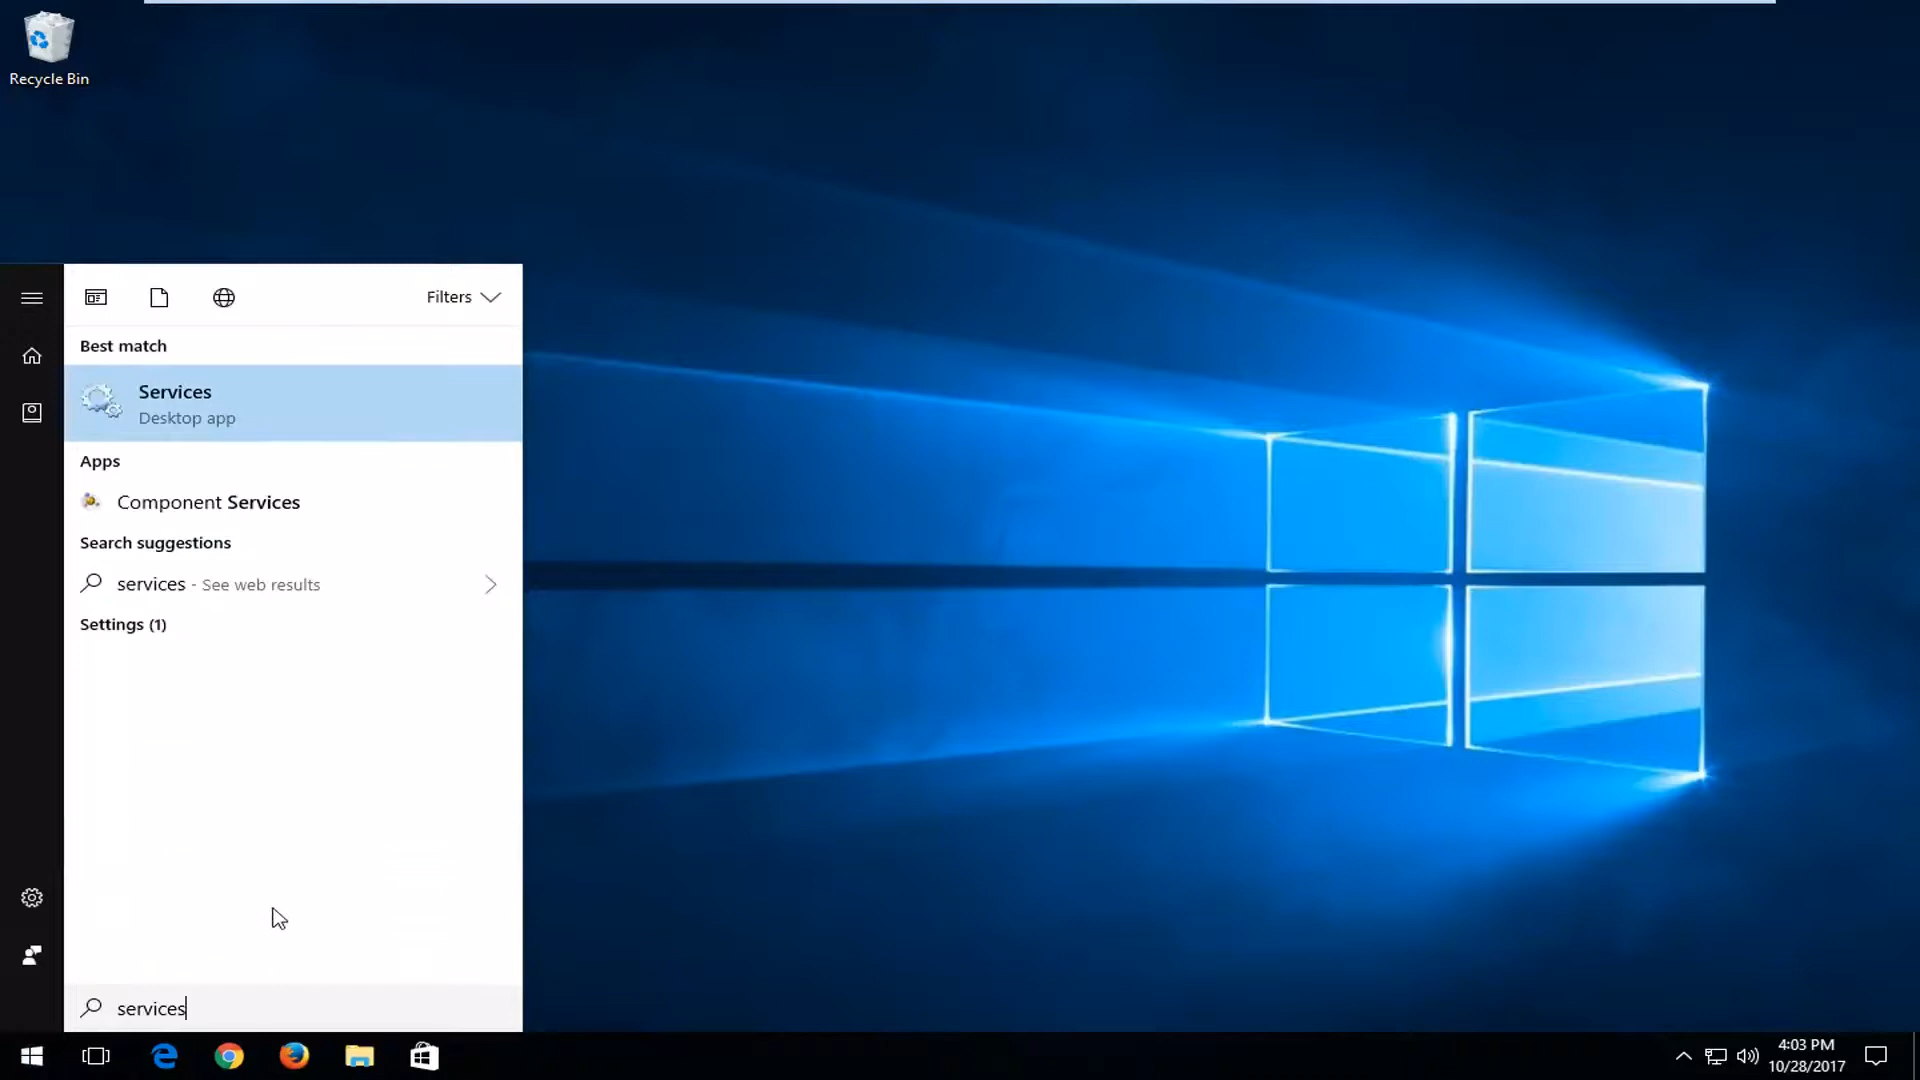 Recycle Bin
Filters
Best match
Services
Desktop app
Apps
Component Services
Search suggestions
services - See web results
Settings (1)
services
4:03 PM
10/28/2017